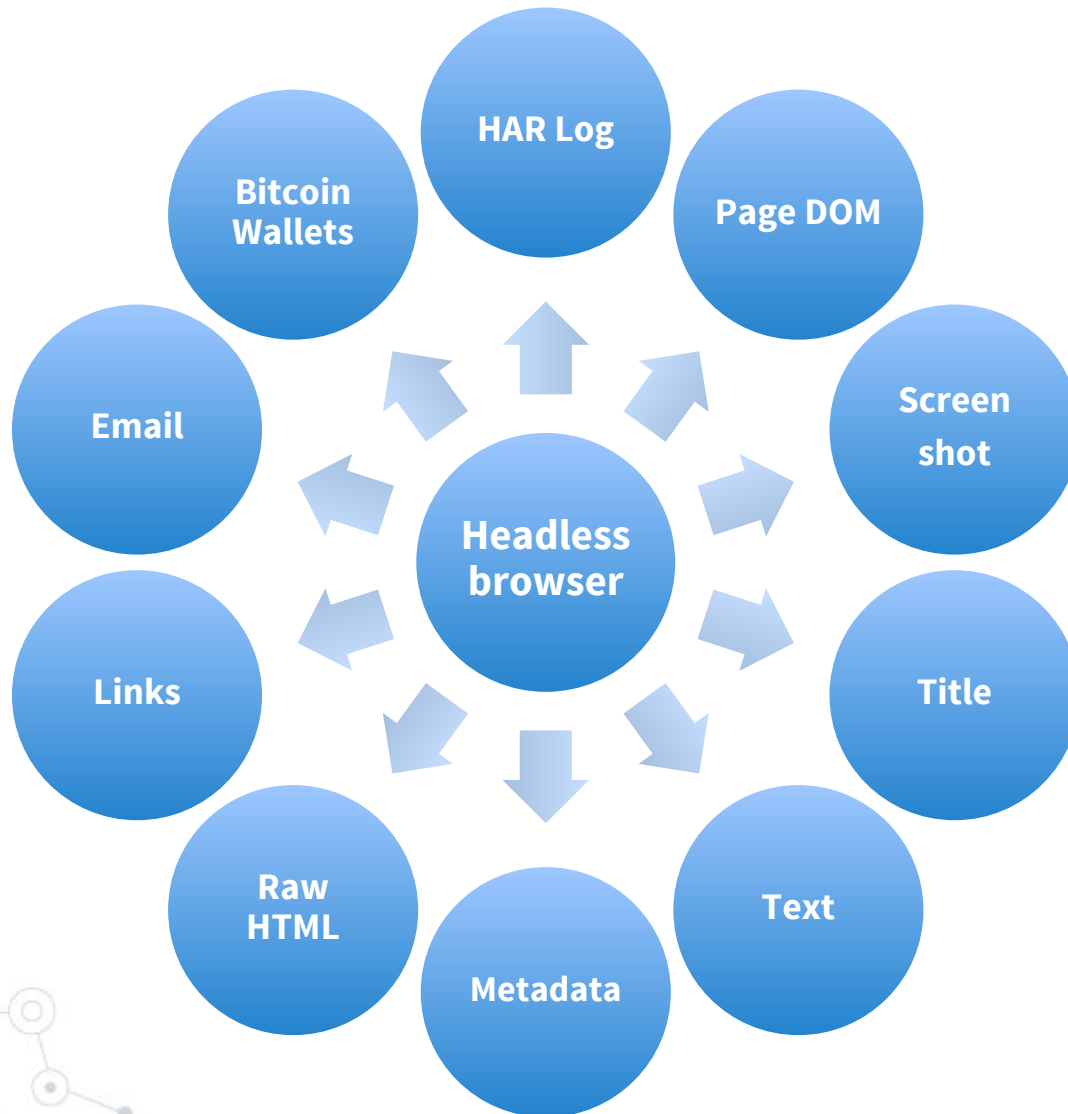 HAR Log
Page DOM
Screen
shot
Title
Text
Metadata
Raw
HTML
Links
Email
Bitcoin
Wallets
Headless
browser